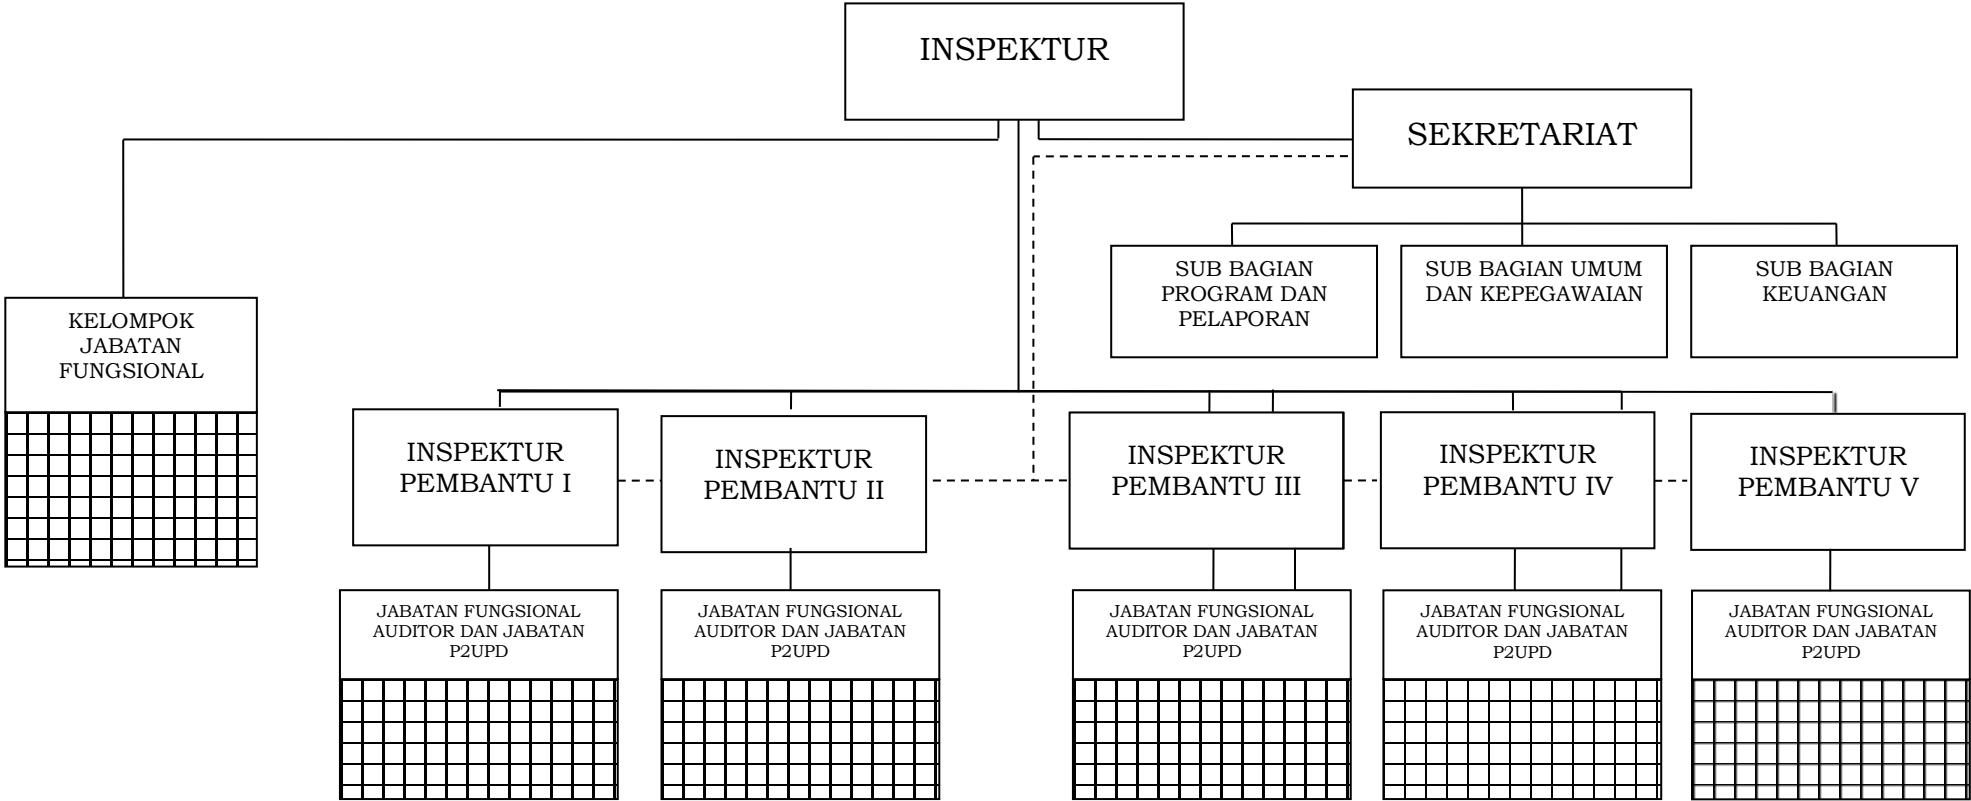 INSPEKTUR
SEKRETARIAT
SUB BAGIAN
PROGRAM DAN
PELAPORAN
SUB BAGIAN UMUM
DAN KEPEGAWAIAN
SUB BAGIAN
KEUANGAN
KELOMPOK
JABATAN
FUNGSIONAL
INSPEKTUR
PEMBANTU I
INSPEKTUR
PEMBANTU II
INSPEKTUR
PEMBANTU III
INSPEKTUR
PEMBANTU IV
INSPEKTUR
PEMBANTU V
JABATAN FUNGSIONAL
AUDITOR DAN JABATAN
P2UPD
JABATAN FUNGSIONAL
AUDITOR DAN JABATAN
P2UPD
JABATAN FUNGSIONAL
AUDITOR DAN JABATAN
P2UPD
JABATAN FUNGSIONAL
AUDITOR DAN JABATAN
P2UPD
JABATAN FUNGSIONAL
AUDITOR DAN JABATAN
P2UPD